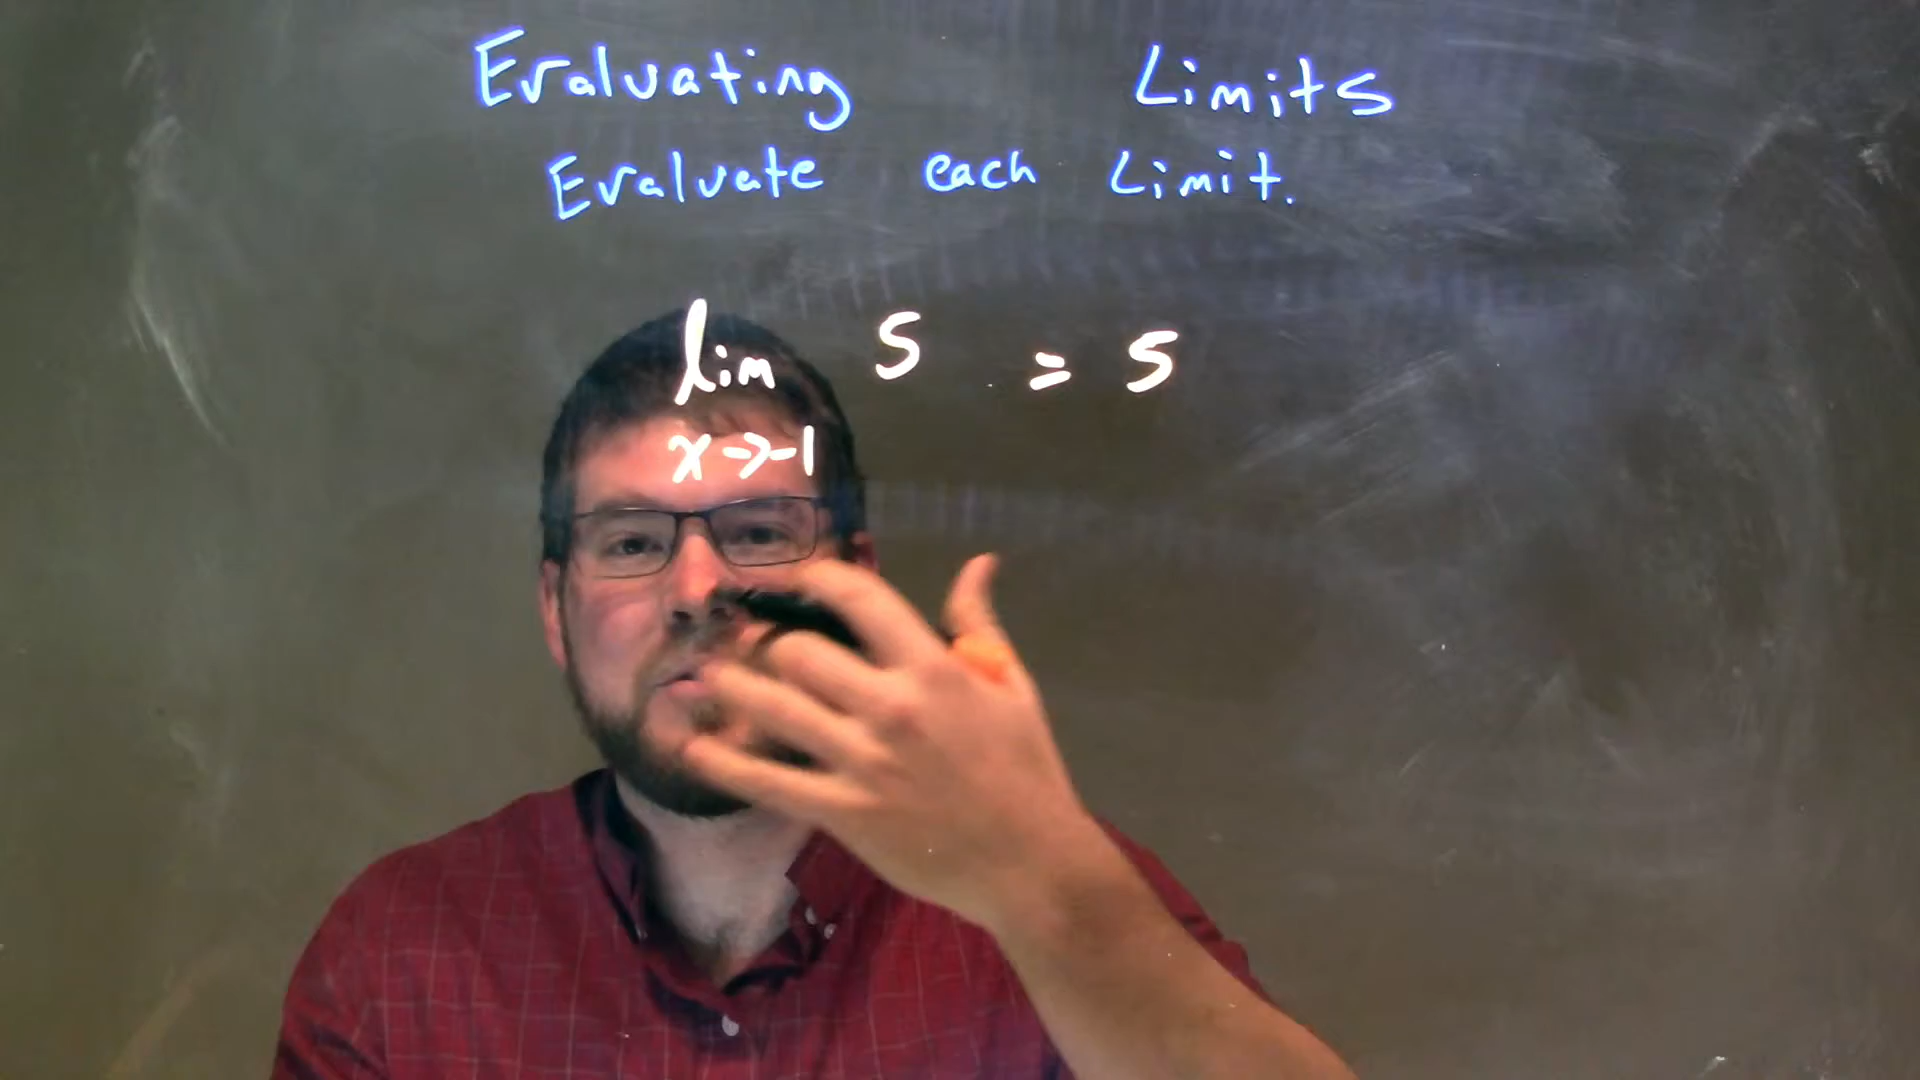 Evaluating Limits
Evaluate each Limit.
lim 5 = 5
x→-1